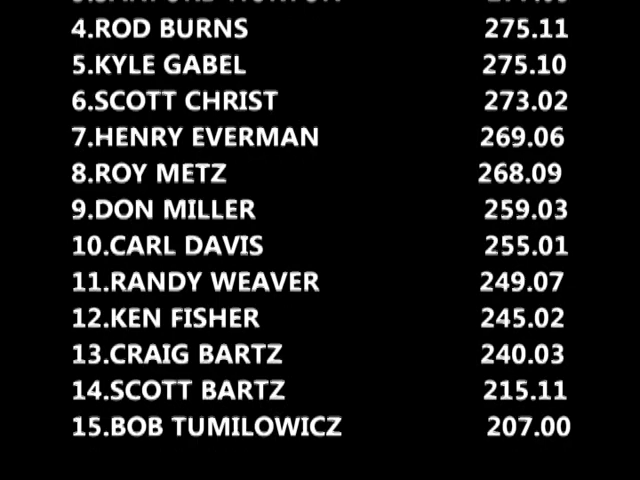 4.ROD BURNS 275.11
5.KYLE GABEL 275.10
6.SCOTT CHRIST 273.02
7.HENRY EVERMAN 269.06
8.ROY METZ 268.09
9.DON MILLER 259.03
10.CARL DAVIS 255.01
11.RANDY WEAVER 249.07
12.KEN FISHER 245.02
13.CRAIG BARTZ 240.03
14.SCOTT BARTZ 215.11
15.BOB TUMILOWICZ 207.00